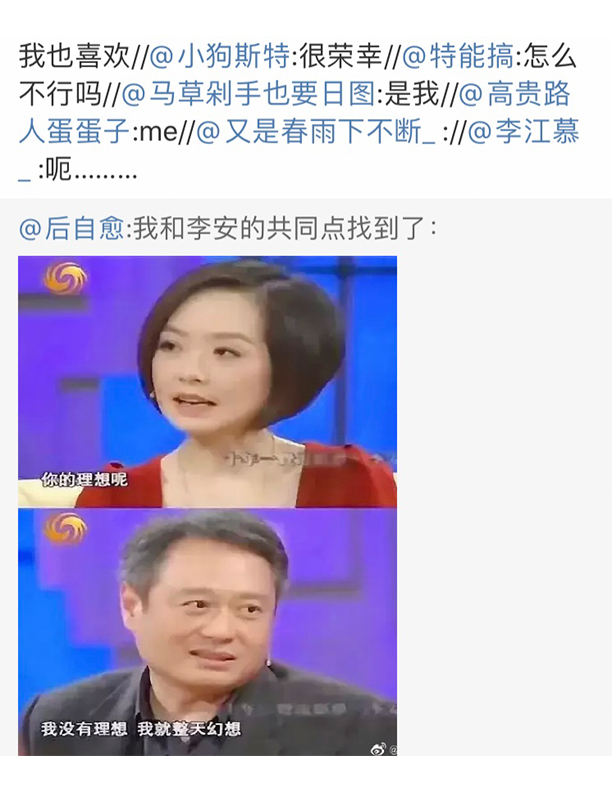 我也喜欢//@小狗斯特:很荣幸//@特能搞:怎么
不行吗//@马草剁手也要日图:是我//@高贵路
人蛋蛋子:me//@又是春雨下不断_://@李江慕
_:呃………
@后自愈:我和李安的共同点找到了:
你的理想呢
我没有理想 我就整天幻想